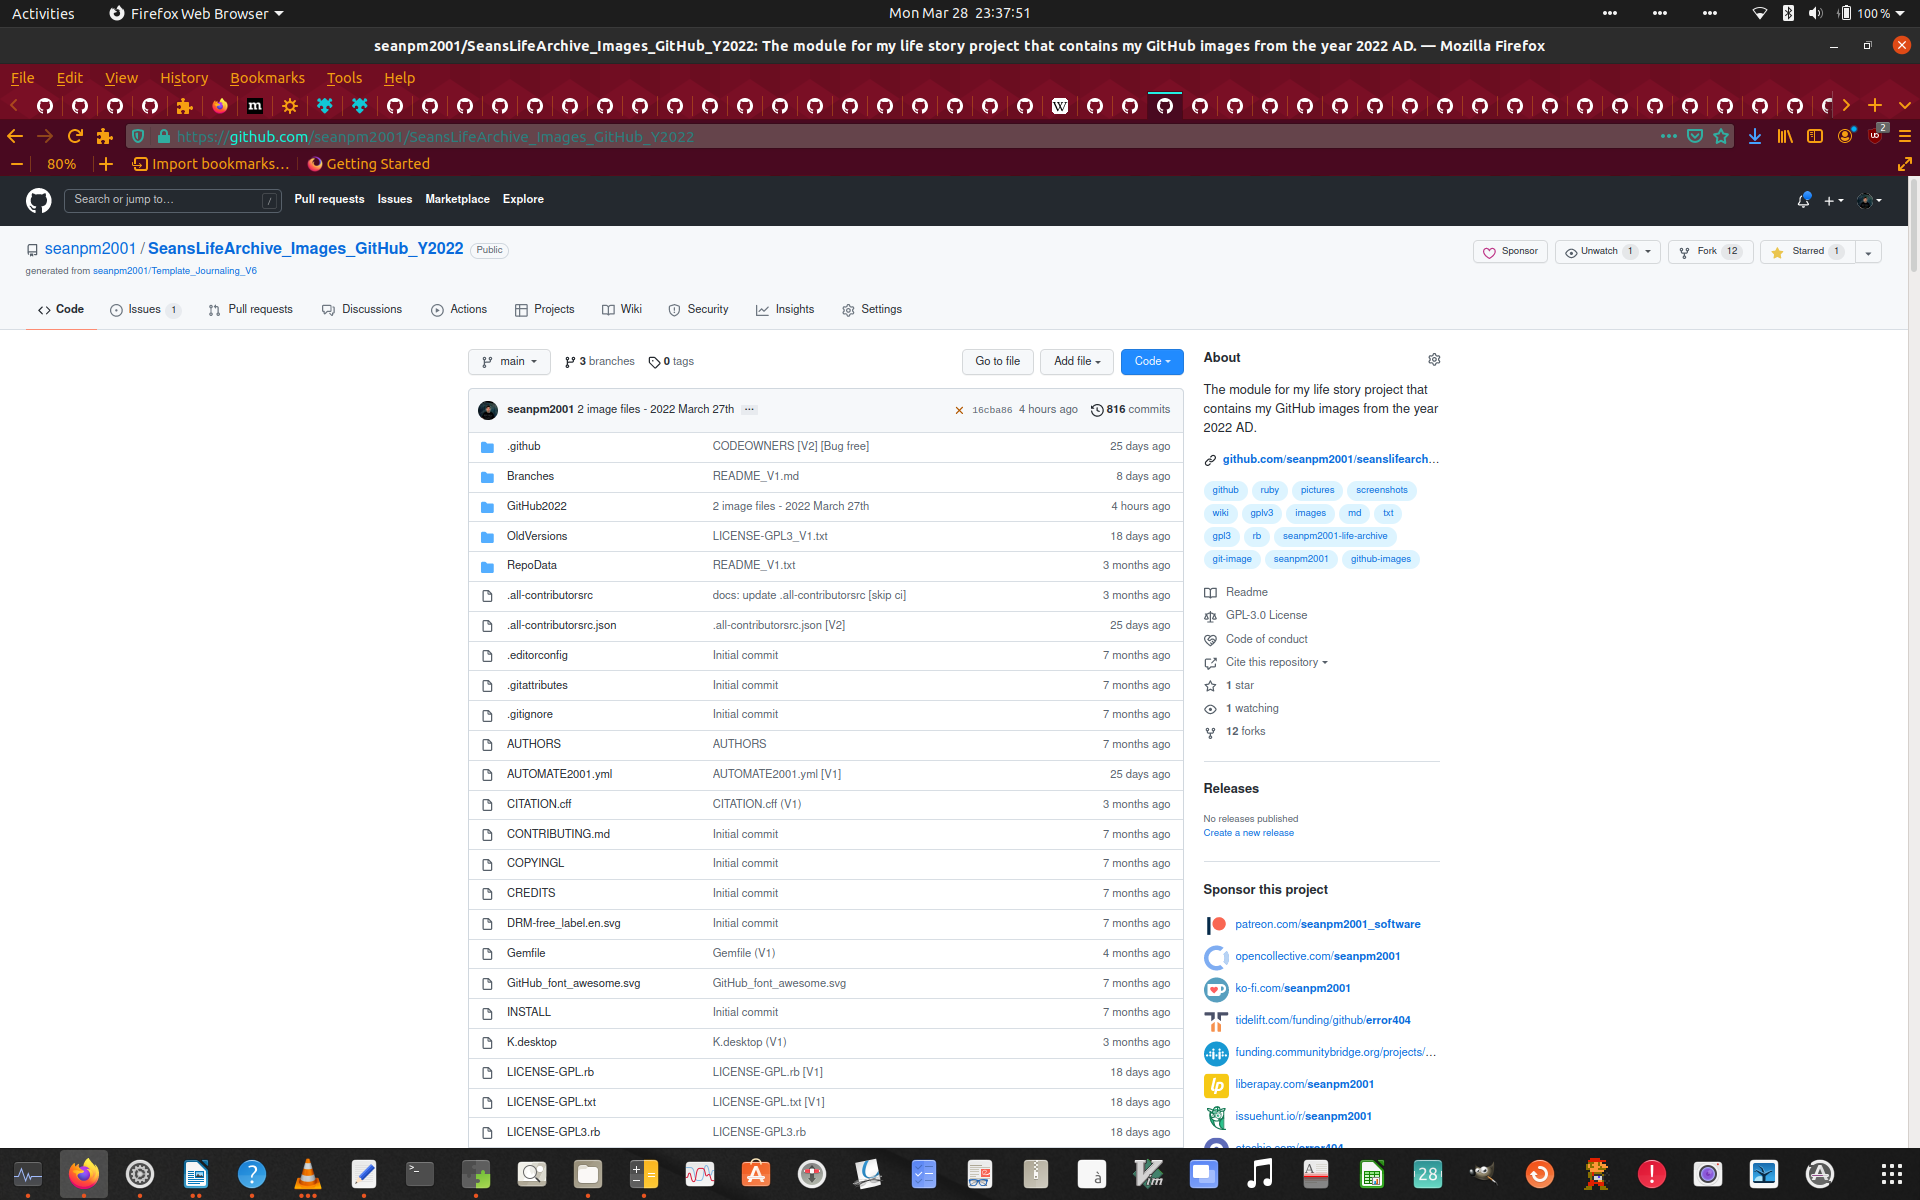 Activities Firefox Web Browser Mon Mar 28 23:37:51 100 %
seanpm2001/SeansLifeArchive_Images_GitHub_Y2022: The module for my life story project that contains my GitHub images from the year 2022 AD. — Mozilla Firefox
File Edit View History Bookmarks Tools Help
https://github.com/seanpm2001/SeansLifeArchive_Images_GitHub_Y2022 2
80% Import bookmarks... Getting Started
Search or jump to... / Pull requests Issues Marketplace Explore
seanpm2001 / SeansLifeArchive_Images_GitHub_Y2022 Public
Sponsor Unwatch 1 Fork 12 Starred 1
generated from seanpm2001/Template_Journaling_V6
Code Issues 1 Pull requests Discussions Actions Projects Wiki Security Insights Settings
main 3 branches 0 tags Go to file Add file Code
seanpm2001 2 image files - 2022 March 27th ... 16cba86 4 hours ago 816 commits
.github CODEOWNERS [V2] [Bug free] 25 days ago
Branches README_V1.md 8 days ago
GitHub2022 2 image files - 2022 March 27th 4 hours ago
OldVersions LICENSE-GPL3_V1.txt 18 days ago
RepoData README_V1.txt 3 months ago
.all-contributorsrc docs: update .all-contributorsrc [skip ci] 3 months ago
.all-contributorsrc.json .all-contributorsrc.json [V2] 25 days ago
.editorconfig Initial commit 7 months ago
.gitattributes Initial commit 7 months ago
.gitignore Initial commit 7 months ago
AUTHORS AUTHORS 7 months ago
AUTOMATE2001.yml AUTOMATE2001.yml [V1] 25 days ago
CITATION.cff CITATION.cff (V1) 3 months ago
CONTRIBUTING.md Initial commit 7 months ago
COPYINGL Initial commit 7 months ago
CREDITS Initial commit 7 months ago
DRM-free_label.en.svg Initial commit 7 months ago
Gemfile Gemfile (V1) 4 months ago
GitHub_font_awesome.svg GitHub_font_awesome.svg 7 months ago
INSTALL Initial commit 7 months ago
K.desktop K.desktop (V1) 3 months ago
LICENSE-GPL.rb LICENSE-GPL.rb [V1] 18 days ago
LICENSE-GPL.txt LICENSE-GPL.txt [V1] 18 days ago
LICENSE-GPL3.rb LICENSE-GPL3.rb 18 days ago
About
The module for my life story project that
contains my GitHub images from the year
2022 AD.
github.com/seanpm2001/seanslifearch...
github ruby pictures screenshots
wiki gplv3 images md txt
gpl3 rb seanpm2001-life-archive
git-image seanpm2001 github-images
Readme
GPL-3.0 License
Code of conduct
Cite this repository
1 star
1 watching
12 forks
Releases
No releases published
Create a new release
Sponsor this project
patreon.com/seanpm2001_software
opencollective.com/seanpm2001
ko-fi.com/seanpm2001
tidelift.com/funding/github/error404
funding.communitybridge.org/projects/...
liberapay.com/seanpm2001
issuehunt.io/r/seanpm2001
28